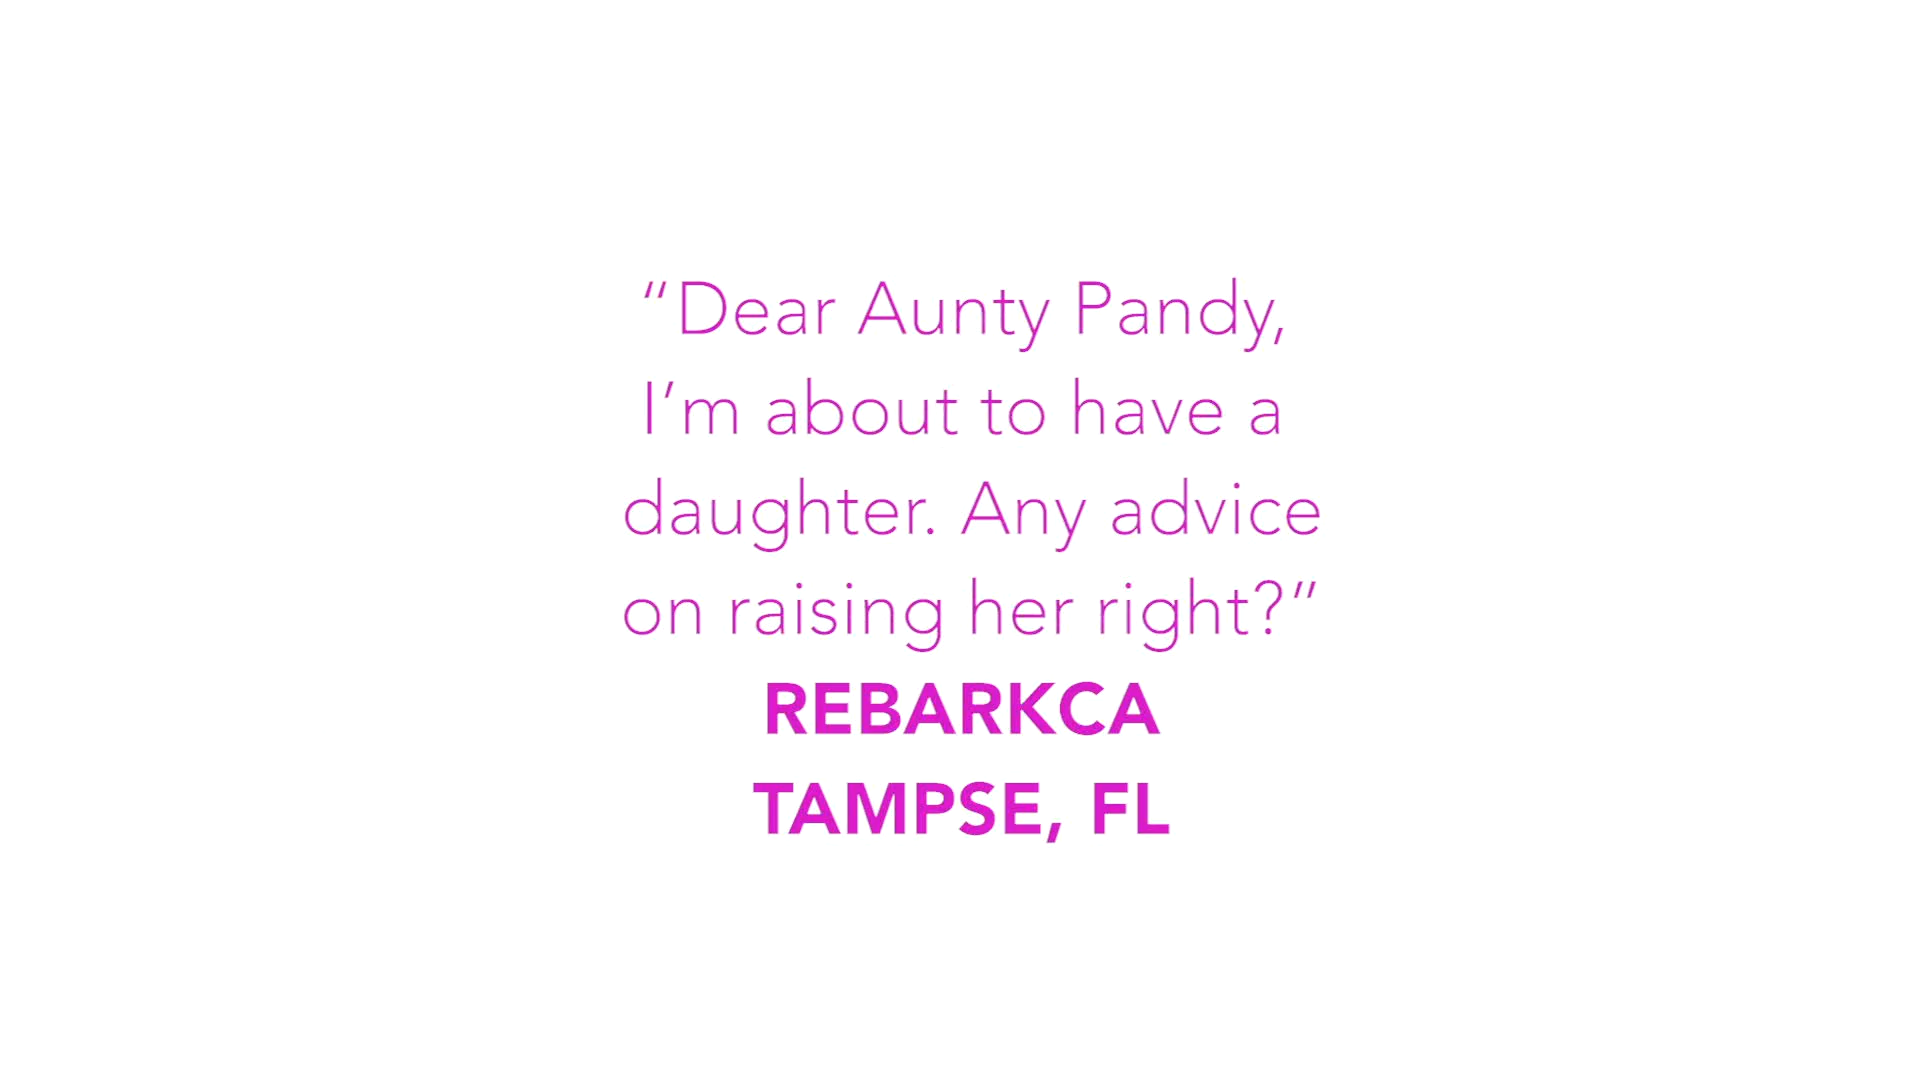 “Dear Aunty Pandy,
I’m about to have a
daughter. Any advice
on raising her right?”
REBARKCA
TAMPSE, FL